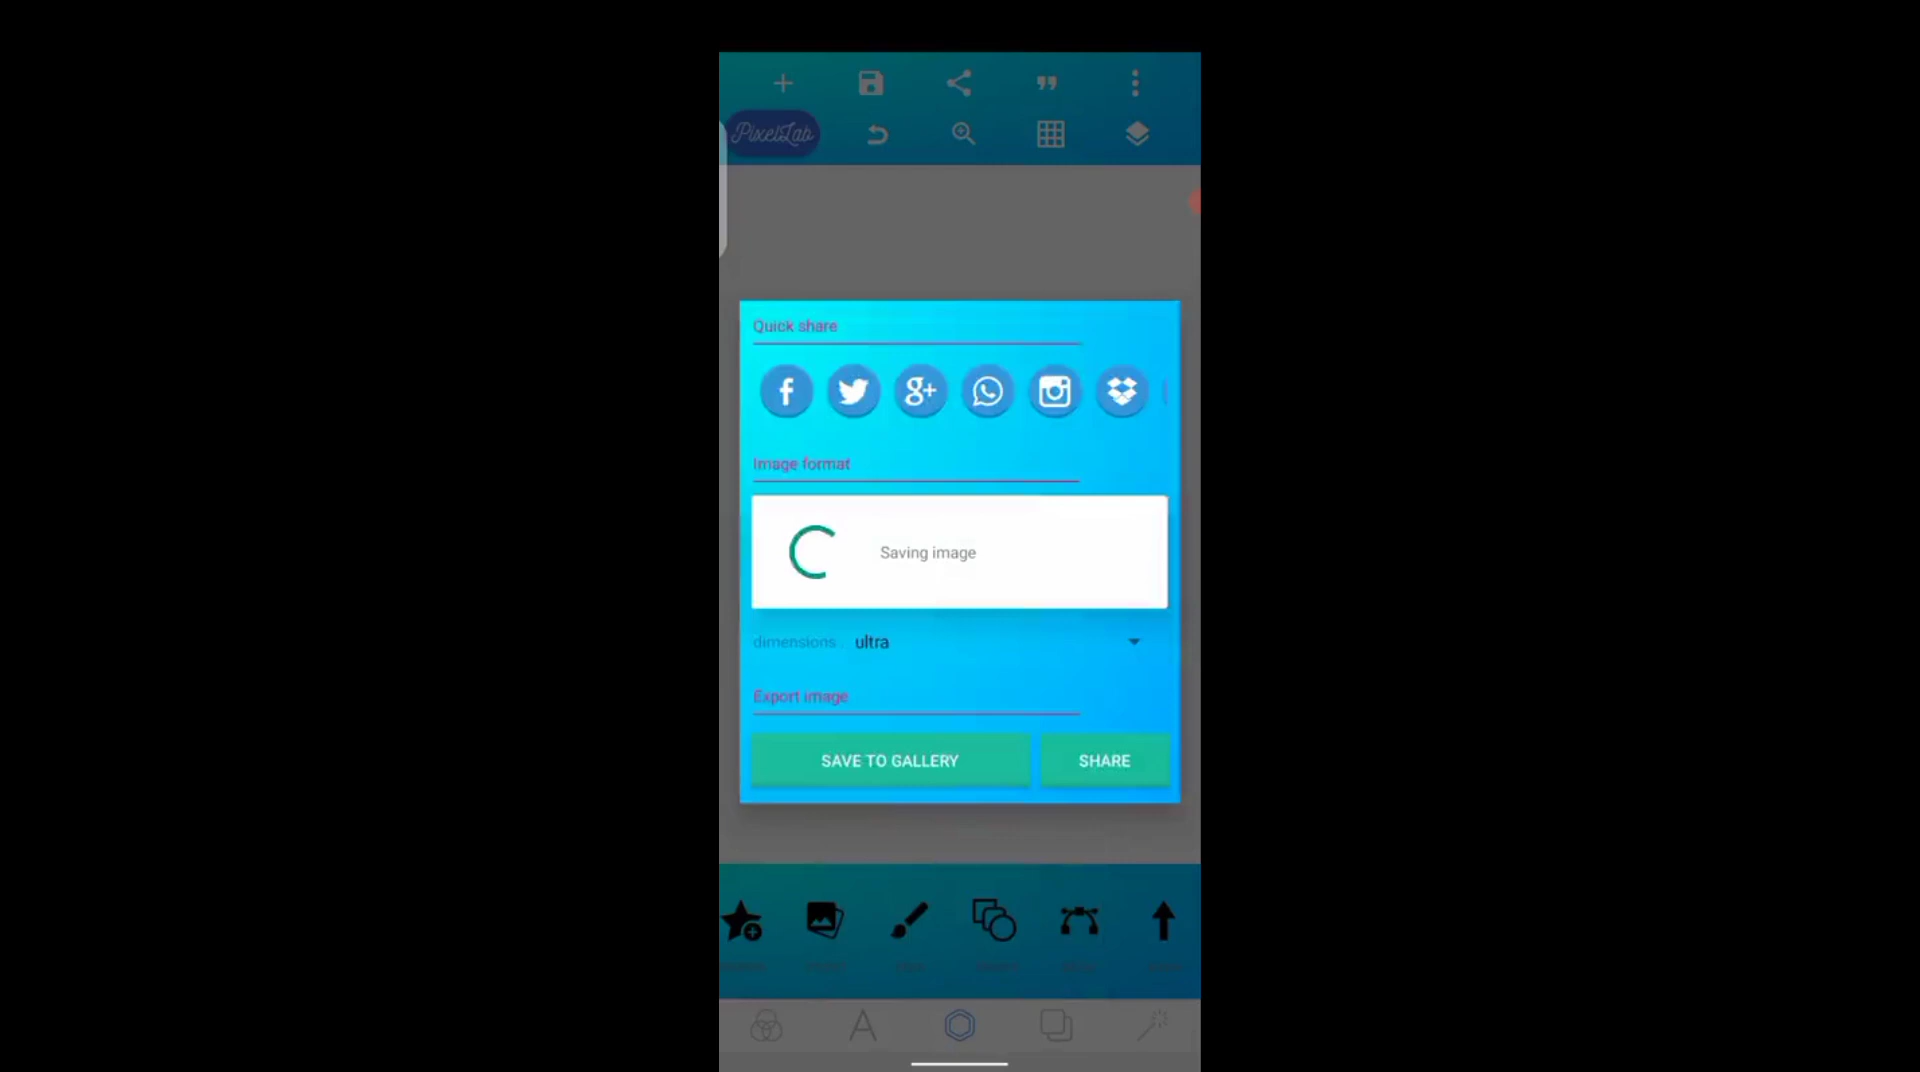 PixelLab
Quick share
Image format
Saving image
dimensions : ultra
Export image
SAVE TO GALLERY SHARE